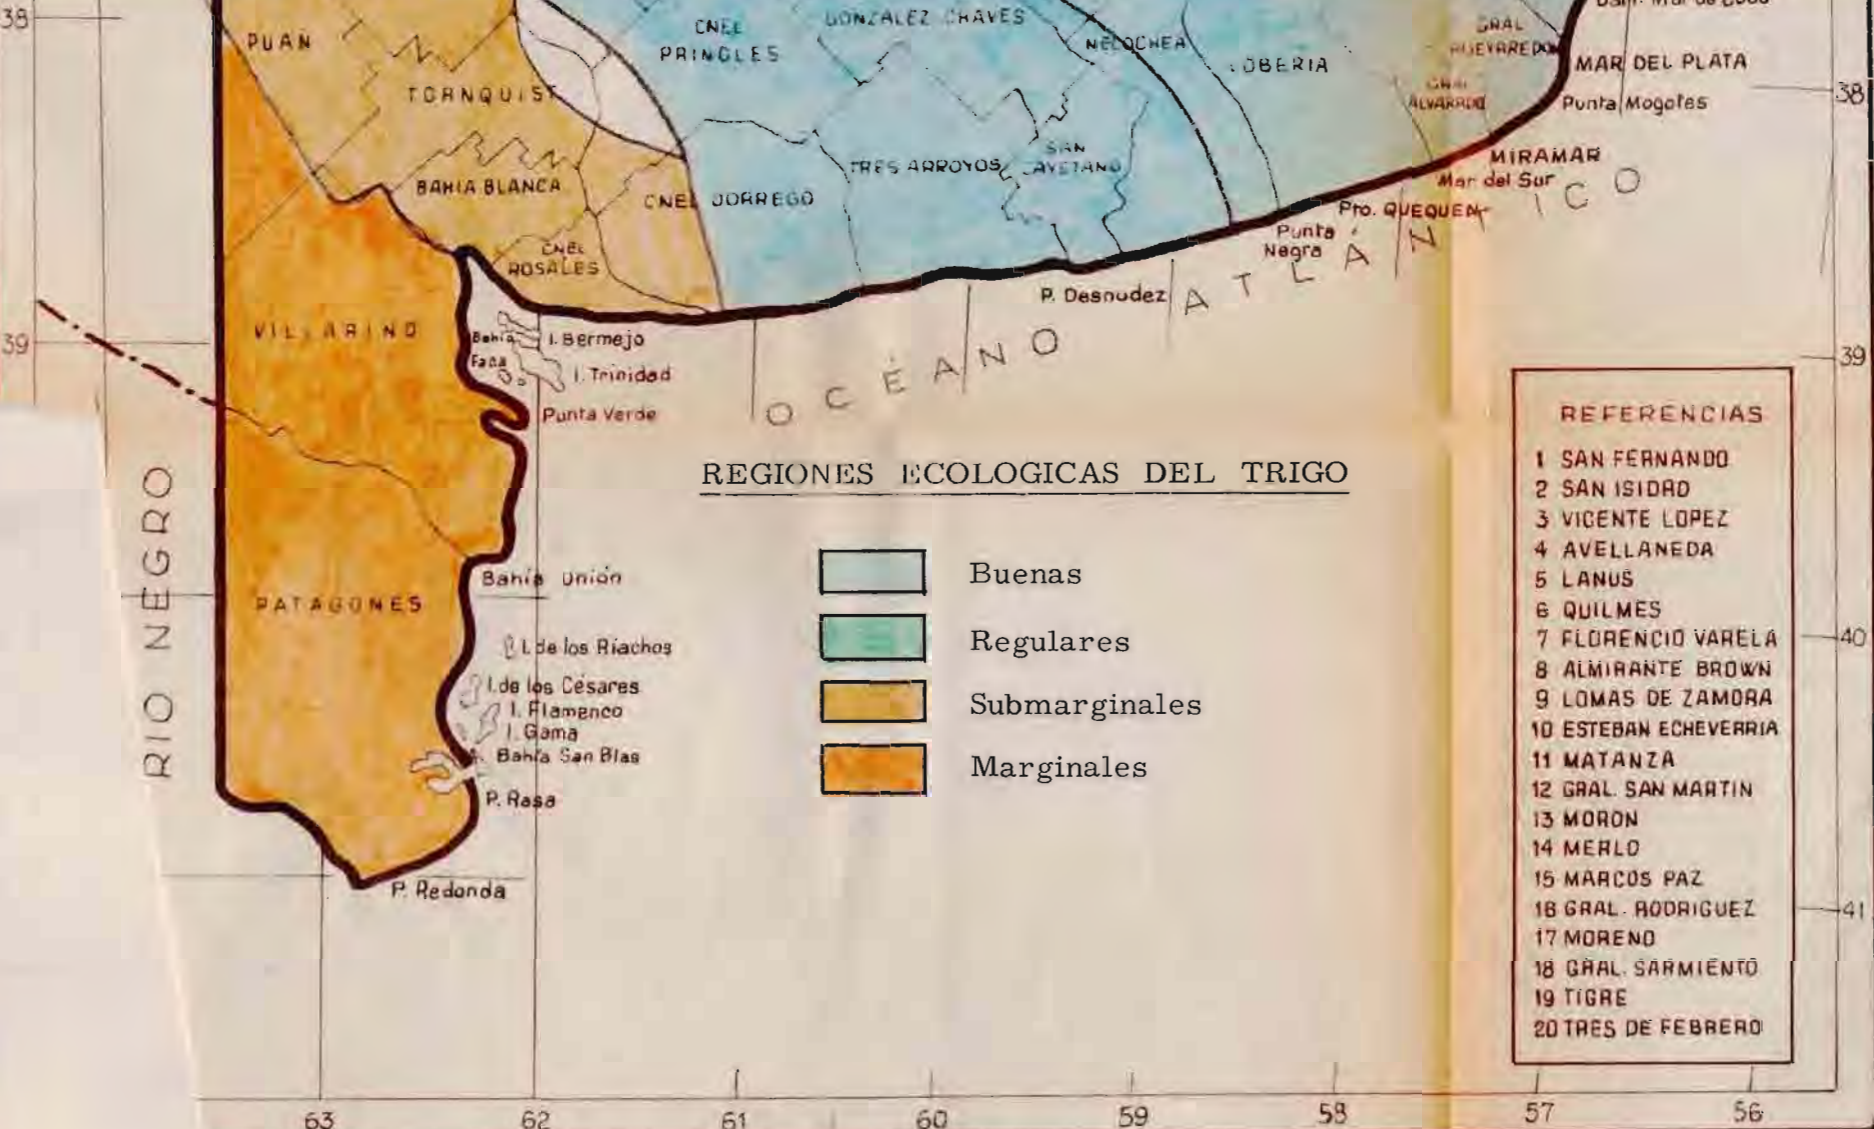 38
PUAN
TORNQUIST
BAHIA BLANCA
CNEL
ROSALES
CNEL
PRINGLES
GONZALEZ CHAVES
NECOCHEA
LOBERIA
GRAL
PUEYRREDON
GRAL
ALVARADO
CNEL DORREGO
TRES ARROYOS
SAN
CAYETANO
MAR DEL PLATA
Punta Mogotes
38
MIRAMAR
Mar del Sur
Pto. QUEQUEN
Punta
Negra
P. Desnudez
OCÉANO ATLÁNTICO
39
VILLARINO
Bahía
I. Bermejo
I. Trinidad
Punta Verde
39
RIO NEGRO
PATAGONES
Bahía Unión
I. de los Riachos
I. de los Césares
I. Flamenco
I. Gama
Bahía San Blas
P. Rasa
P. Redonda
REGIONES ECOLOGICAS DEL TRIGO
Buenas
Regulares
Submarginales
Marginales
REFERENCIAS
1 SAN FERNANDO
2 SAN ISIDRO
3 VICENTE LOPEZ
4 AVELLANEDA
5 LANUS
6 QUILMES
7 FLORENCIO VARELA
8 ALMIRANTE BROWN
9 LOMAS DE ZAMORA
10 ESTEBAN ECHEVERRIA
11 MATANZA
12 GRAL. SAN MARTIN
13 MORON
14 MERLO
15 MARCOS PAZ
16 GRAL. RODRIGUEZ
17 MORENO
18 GRAL. SARMIENTO
19 TIGRE
20 TRES DE FEBRERO
40
41
63 62 61 60 59 58 57 56